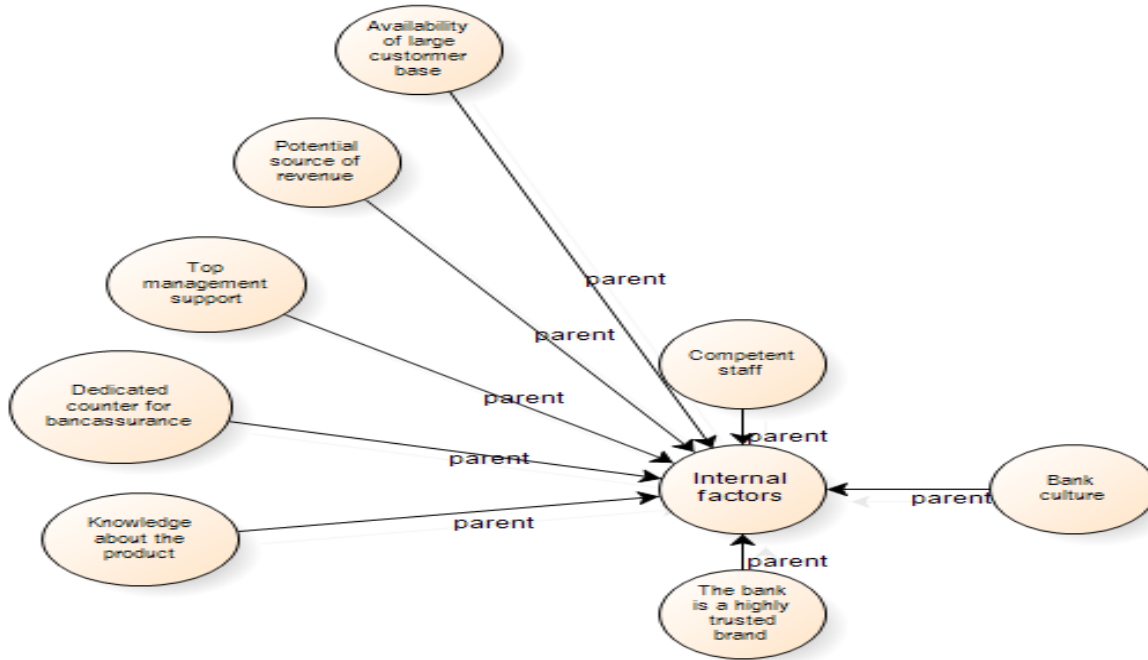 Availability
of large
custormer
base
Potential
source of
revenue
Top
management
support
parent
parent
Competent
staff
Dedicated
counter for
bancassurance
parent
parent
parent
Internal
factors
Bank
culture
parent
Knowledge
about the
product
parent
parent
The bank
is a highly
trusted
brand